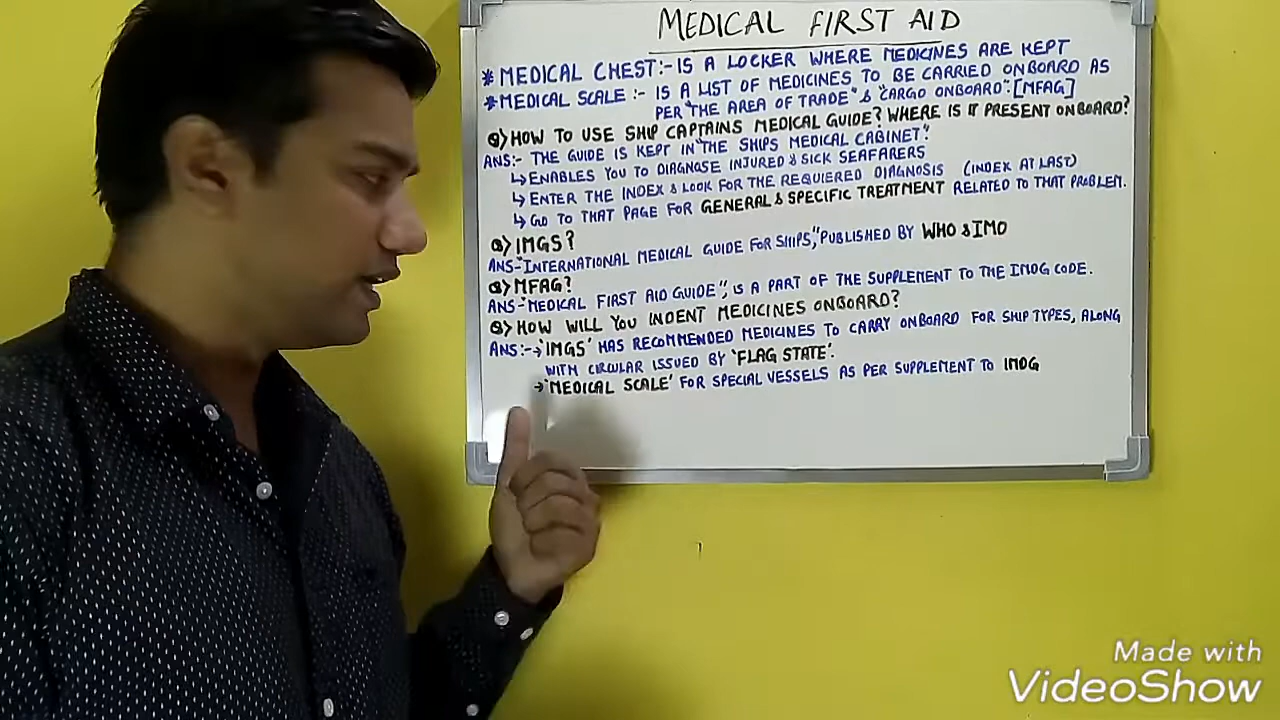 MEDICAL FIRST AID
* MEDICAL CHEST:- IS A LOCKER WHERE MEDICINES ARE KEPT
* MEDICAL SCALE :- IS A LIST OF MEDICINES TO BE CARRIED ONBOARD AS
PER "THE AREA OF TRADE" & "CARGO ONBOARD". [MFAG]
Q) HOW TO USE SHIP CAPTAINS MEDICAL GUIDE? WHERE IS IT PRESENT ONBOARD?
ANS:- THE GUIDE IS KEPT IN "THE SHIPS MEDICAL CABINET".
↳ ENABLES YOU TO DIAGNOSE INJURED & SICK SEAFARERS
↳ ENTER THE INDEX & LOOK FOR THE REQUIERED DIAGNOSIS (INDEX AT LAST)
↳ GO TO THAT PAGE FOR GENERAL & SPECIFIC TREATMENT RELATED TO THAT PROBLEM.
Q) IMGS?
ANS- "INTERNATIONAL MEDICAL GUIDE FOR SHIPS," PUBLISHED BY WHO & IMO
Q) MFAG?
ANS- "MEDICAL FIRST AID GUIDE", IS A PART OF THE SUPPLEMENT TO THE IMDG CODE.
Q) HOW WILL YOU INDENT MEDICINES ONBOARD?
ANS:- → 'IMGS' HAS RECOMMENDED MEDICINES TO CARRY ONBOARD FOR SHIP TYPES, ALONG
WITH CIRCULAR ISSUED BY 'FLAG STATE'.
→ 'MEDICAL SCALE' FOR SPECIAL VESSELS AS PER SUPPLEMENT TO IMDG
Made with
VideoShow